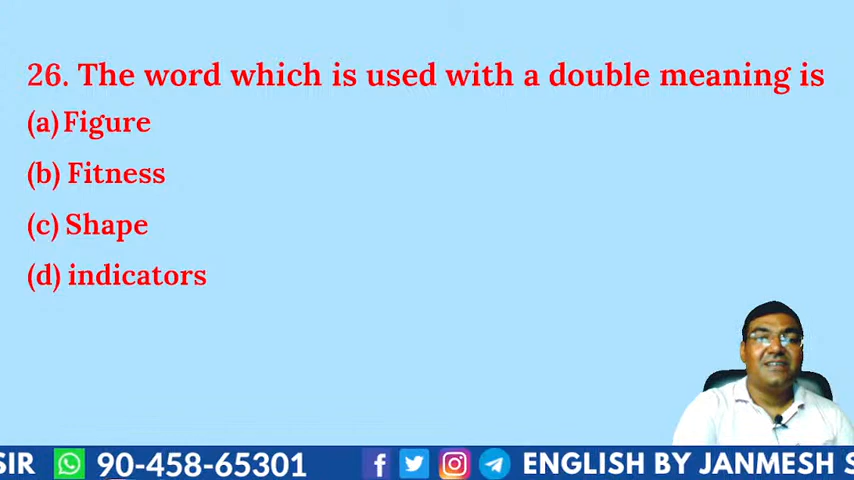 26. The word which is used with a double meaning is
(a) Figure
(b) Fitness
(c) Shape
(d) indicators
SIR 90-458-65301 ENGLISH BY JANMESH S